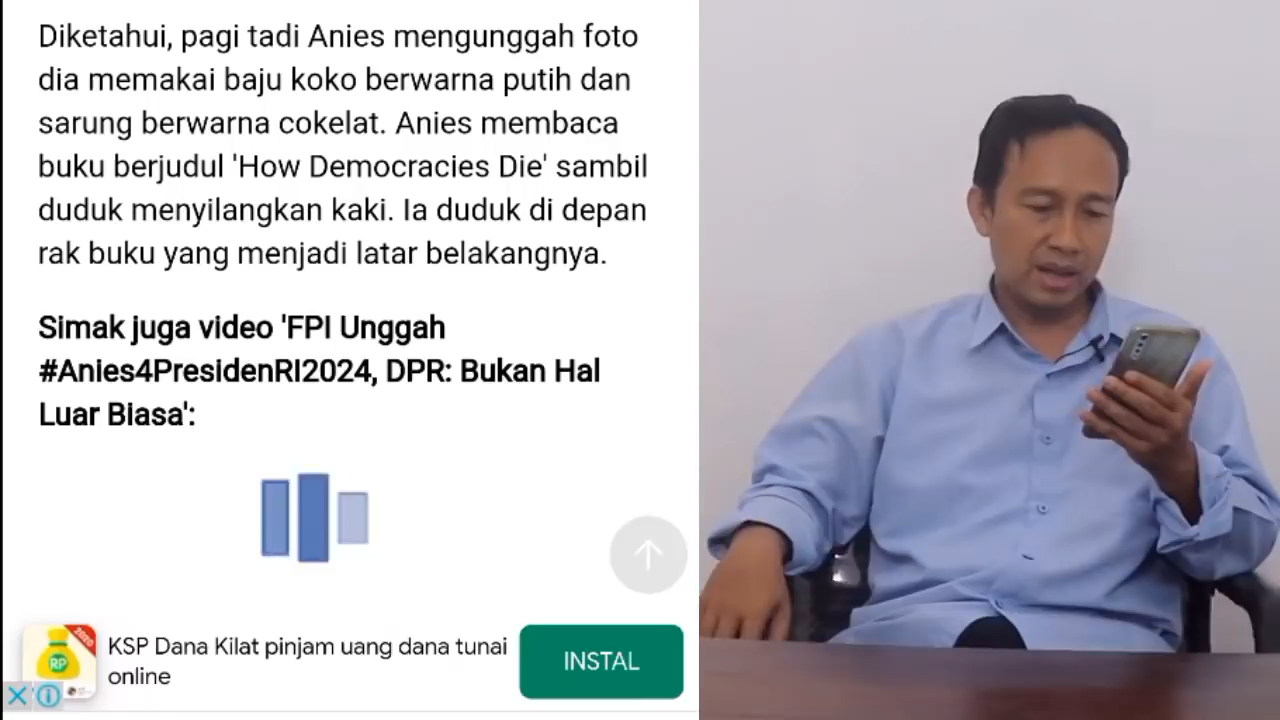 Diketahui, pagi tadi Anies mengunggah foto
dia memakai baju koko berwarna putih dan
sarung berwarna cokelat. Anies membaca
buku berjudul 'How Democracies Die' sambil
duduk menyilangkan kaki. Ia duduk di depan
rak buku yang menjadi latar belakangnya.
Simak juga video 'FPI Unggah
#Anies4PresidenRI2024, DPR: Bukan Hal
Luar Biasa':
2020
RP
KSP Dana Kilat pinjam uang dana tunai
online
INSTAL